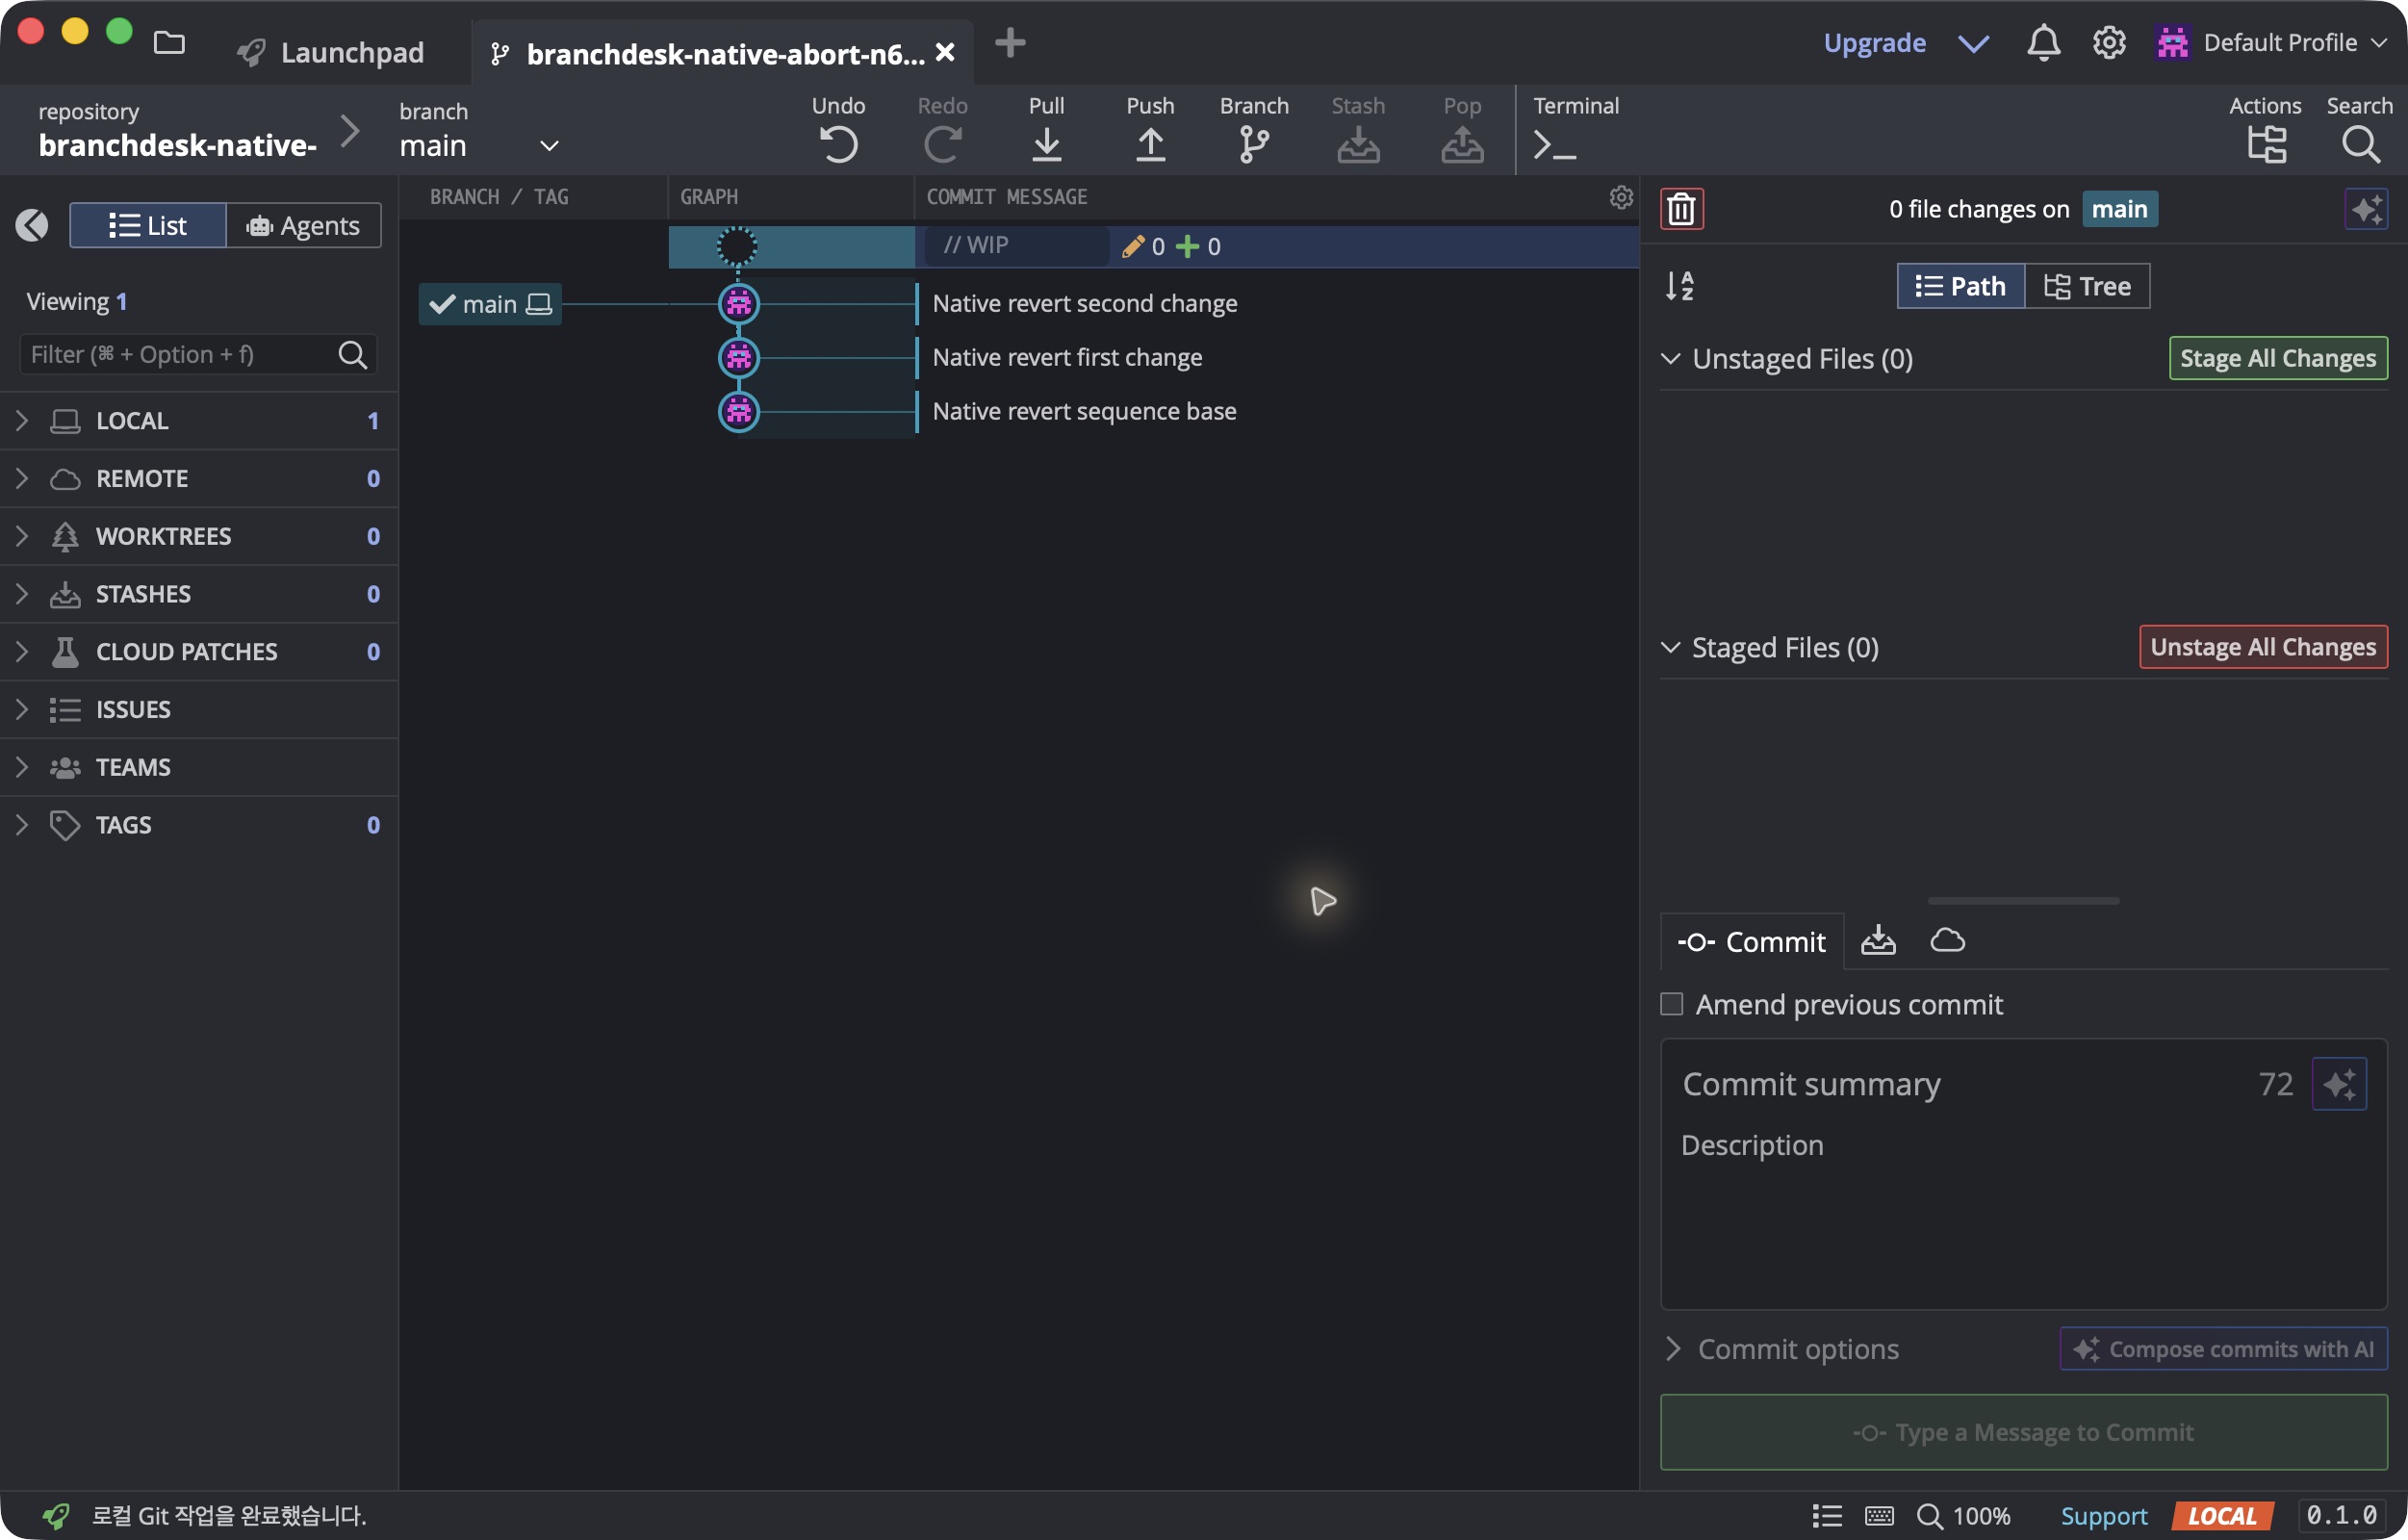 Launchpad
branchdesk-native-abort-n6...
Upgrade
Default Profile
repository
branchdesk-native-
branch
main
Undo
Redo
Pull
Push
Branch
Stash
Pop
Terminal
Actions
Search
List
Agents
Viewing 1
Filter (⌘ + Option + f)
LOCAL 1
REMOTE 0
WORKTREES 0
STASHES 0
CLOUD PATCHES 0
ISSUES
TEAMS
TAGS 0
BRANCH / TAG
GRAPH
COMMIT MESSAGE
// WIP
0
0
main
Native revert second change
Native revert first change
Native revert sequence base
0 file changes on main
Path
Tree
Unstaged Files (0)
Stage All Changes
Staged Files (0)
Unstage All Changes
Commit
Amend previous commit
Commit summary
72
Description
Commit options
Compose commits with AI
Type a Message to Commit
로컬 Git 작업을 완료했습니다.
100%
Support
LOCAL
0.1.0